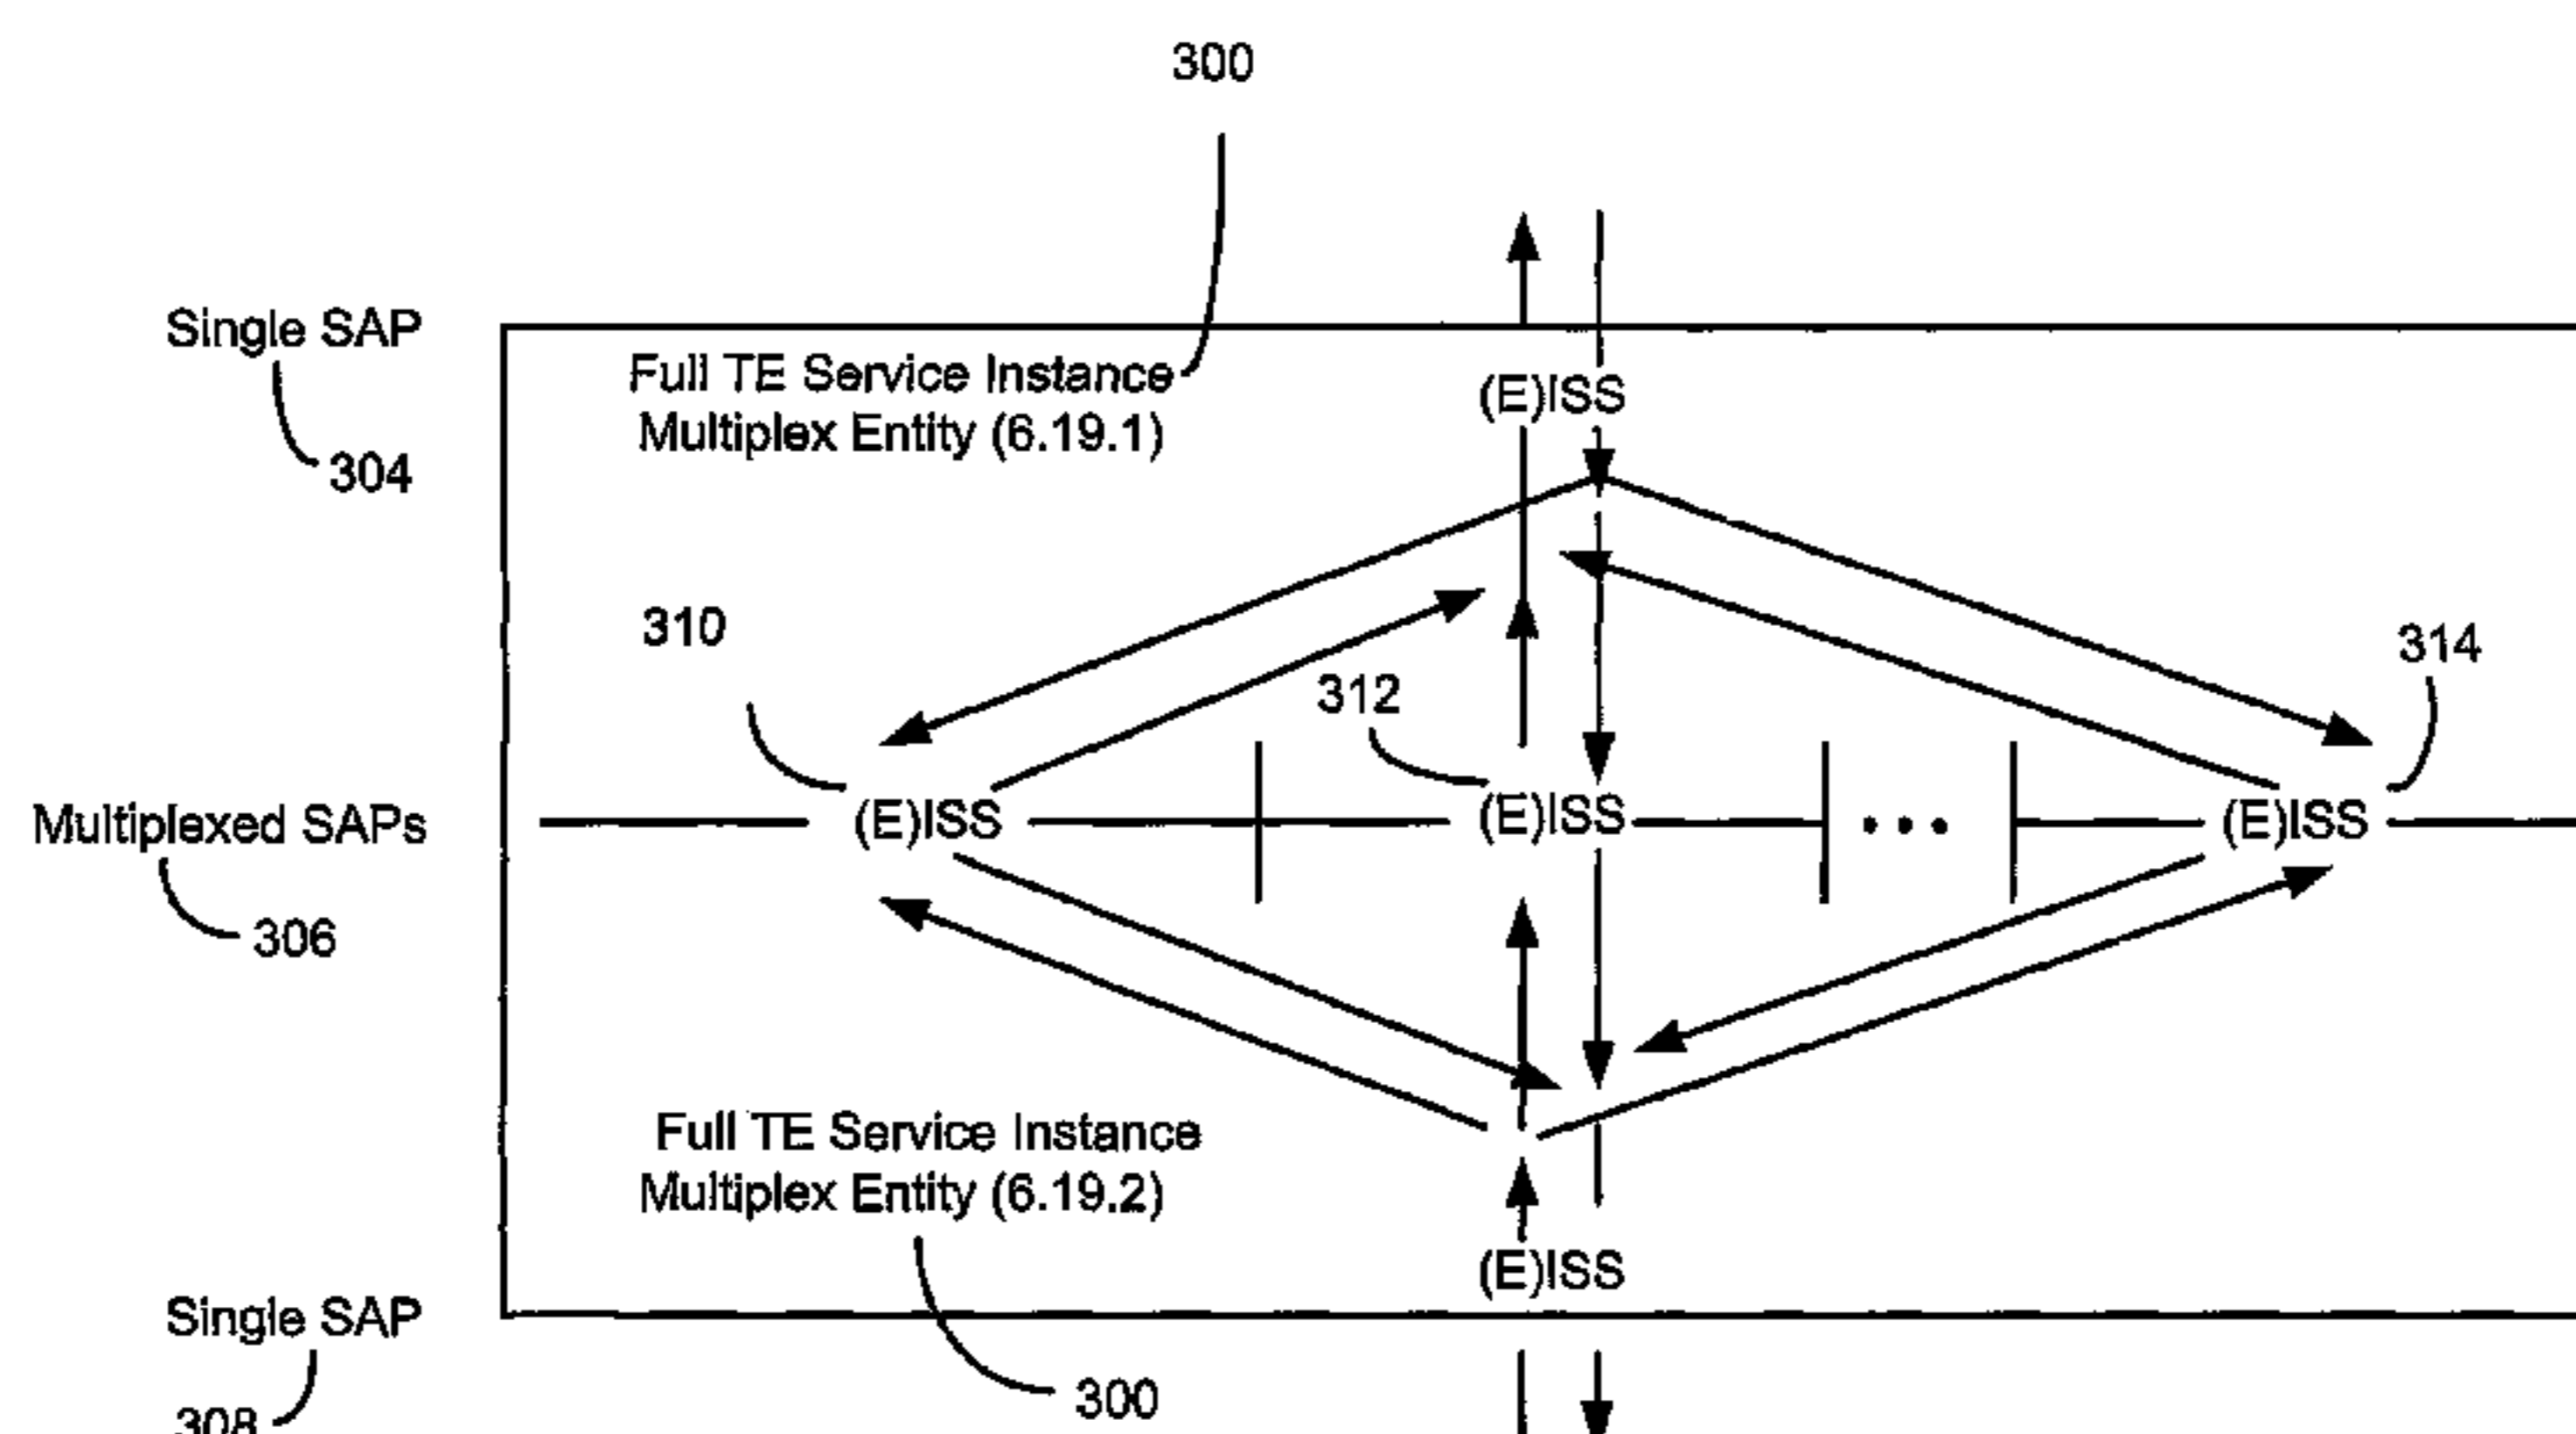 300
Single SAP
Full TE Service Instance
(E)ISS
Multiplex Entity (6.19.1)
304
310
314
312
Multiplexed SAPs
(E)ISS
(E)ISS
• • •
(E)ISS
306
Full TE Service Instance
Multiplex Entity (6.19.2)
(E)ISS
Single SAP
300
308